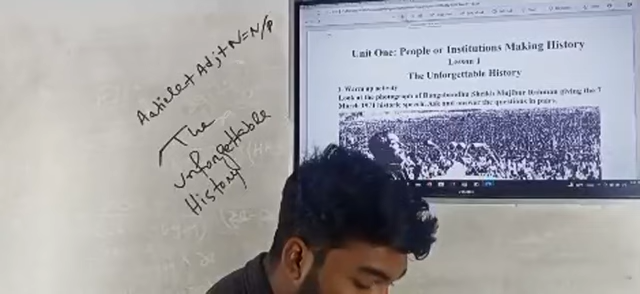 Article + Adj + N = N/P
The
Unforgettable
History
Unit One: People or Institutions Making History
Lesson 1
The Unforgettable History
1 Warm up activity
Look at the photograph of Bangabandhu Sheikh Mujibur Rahman giving the 7
March 1971 historic speech. Ask and answer the questions in pairs.